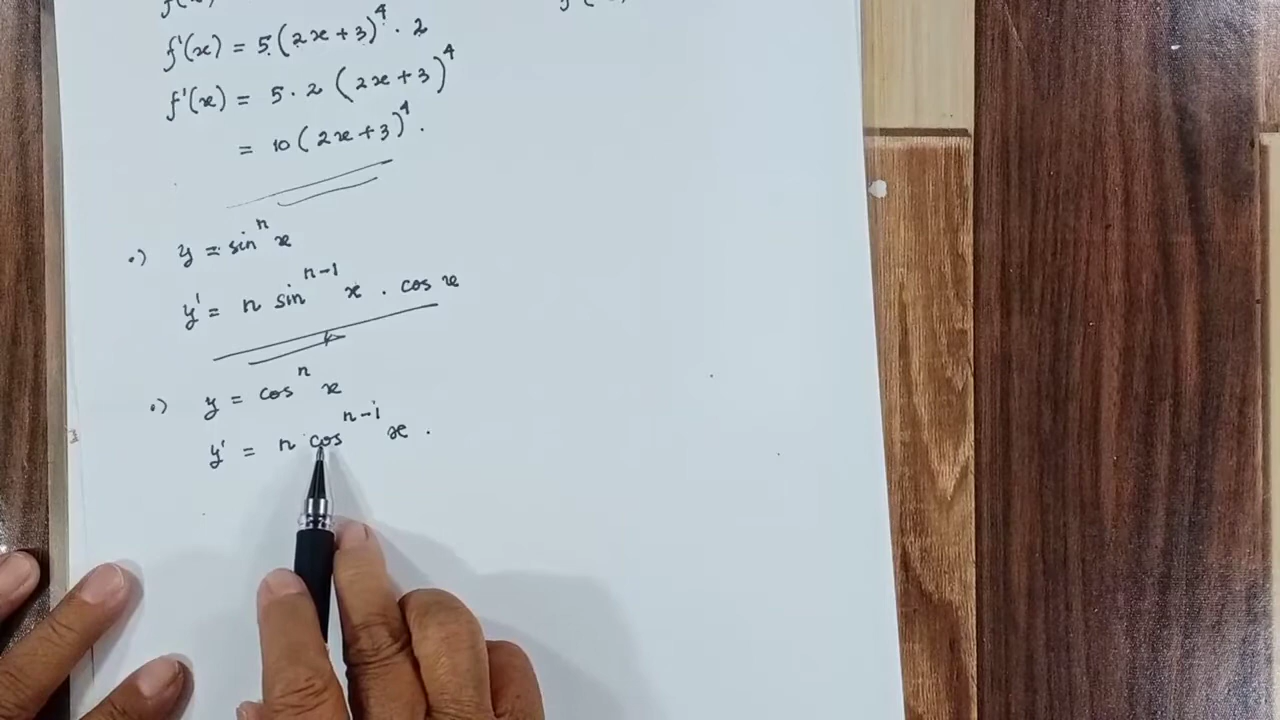 f'(x) = 5.(2x+3)⁴ . 2
f'(x) = 5 . 2 (2x+3)⁴
= 10 (2x+3)⁴.
•) y = sinⁿ x
y' = n sinⁿ⁻¹ x . cos x
•) y = cosⁿ x
y' = n cosⁿ⁻¹ x .